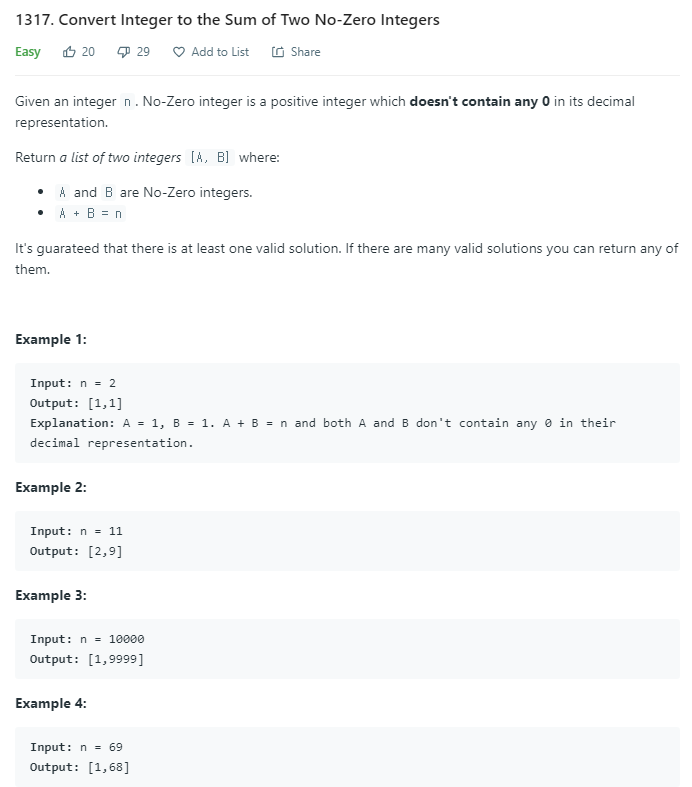 1317. Convert Integer to the Sum of Two No-Zero Integers
Easy 20 29 Add to List Share
Given an integer n. No-Zero integer is a positive integer which doesn't contain any 0 in its decimal
representation.
Return a list of two integers [A, B] where:
• A and B are No-Zero integers.
• A + B = n
It's guarateed that there is at least one valid solution. If there are many valid solutions you can return any of
them.
Example 1:
Input: n = 2
Output: [1,1]
Explanation: A = 1, B = 1. A + B = n and both A and B don't contain any 0 in their
decimal representation.
Example 2:
Input: n = 11
Output: [2,9]
Example 3:
Input: n = 10000
Output: [1,9999]
Example 4:
Input: n = 69
Output: [1,68]